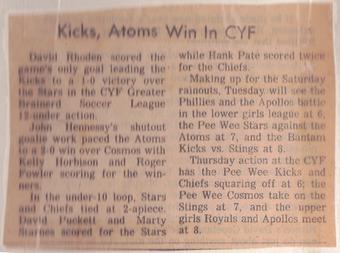 Kicks, Atoms Win In CYF
David Rhoden scored the
game's only goal leading the
Kicks to a 1-0 victory over
the Stars in the CYF Greater
Brainerd Soccer League
12-under action.
John Hennessy's shutout
goalie work paced the Atoms
to a 2-0 win over Cosmos with
Kelly Horbison and Roger
Fowler scoring for the win-
ners.
In the under-10 loop, Stars
and Chiefs tied at 2-apiece.
David Puckett and Marty
Starnes scored for the Stars
while Hank Pate scored twice
for the Chiefs.
Making up for the Saturday
rainouts, Tuesday will see the
Phillies and the Apollos battle
in the lower girls league at 6,
the Pee Wee Stars against the
Atoms at 7, and the Bantam
Kicks vs. Stings at 8.
Thursday action at the CYF
has the Pee Wee Kicks and
Chiefs squaring off at 6; the
Pee Wee Cosmos take on the
Stings at 7, and the upper
girls Royals and Apollos meet
at 8.